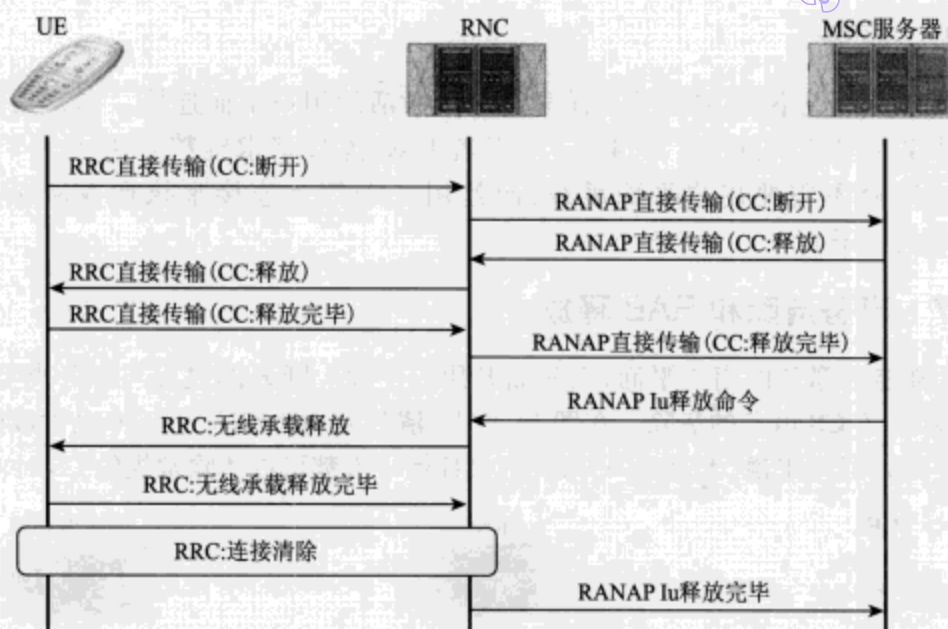 UE
RNC
MSC服务器
RRC直接传输(CC:断开)
RANAP直接传输(CC:断开)
RANAP直接传输(CC:释放)
RRC直接传输(CC:释放)
RRC直接传输(CC:释放完毕)
RANAP直接传输(CC:释放完毕)
RANAP Iu释放命令
RRC:无线承载释放
RRC:无线承载释放完毕
RRC:连接清除
RANAP Iu释放完毕